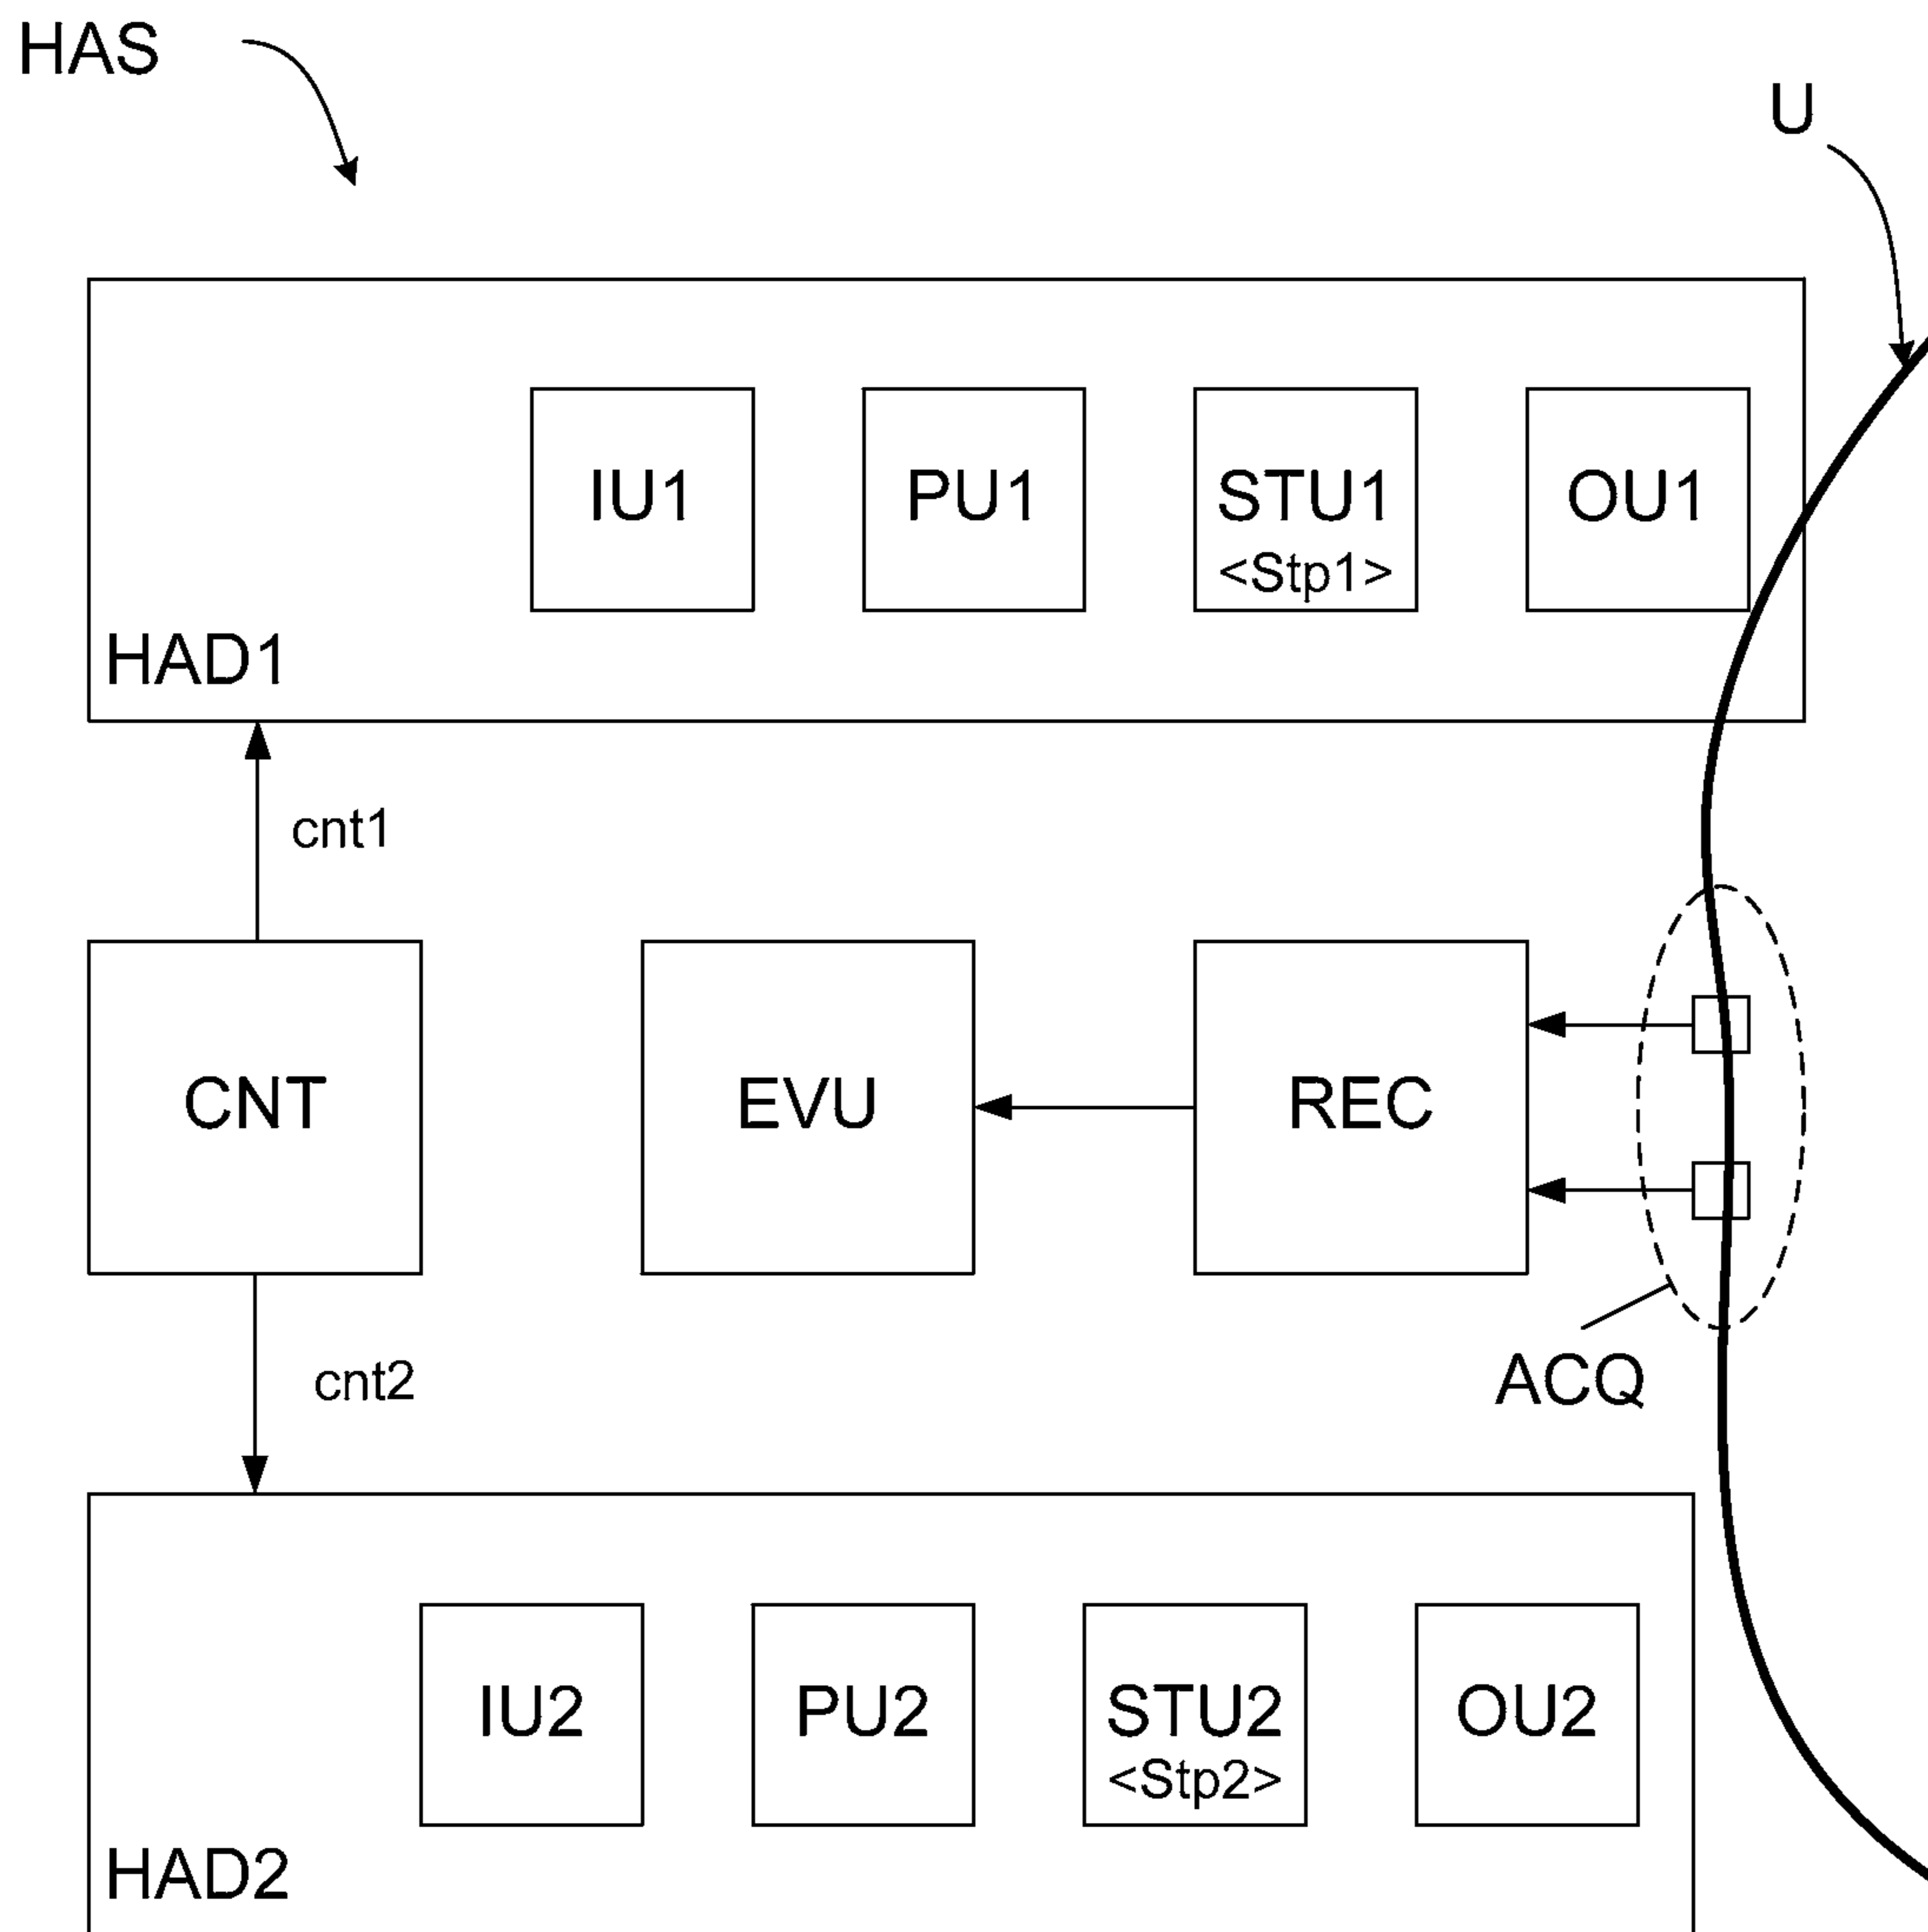 HAS
U
IU1
PU1
STU1
<Stp1>
OU1
HAD1
cnt1
CNT
EVU
REC
ACQ
cnt2
IU2
PU2
STU2
<Stp2>
OU2
HAD2